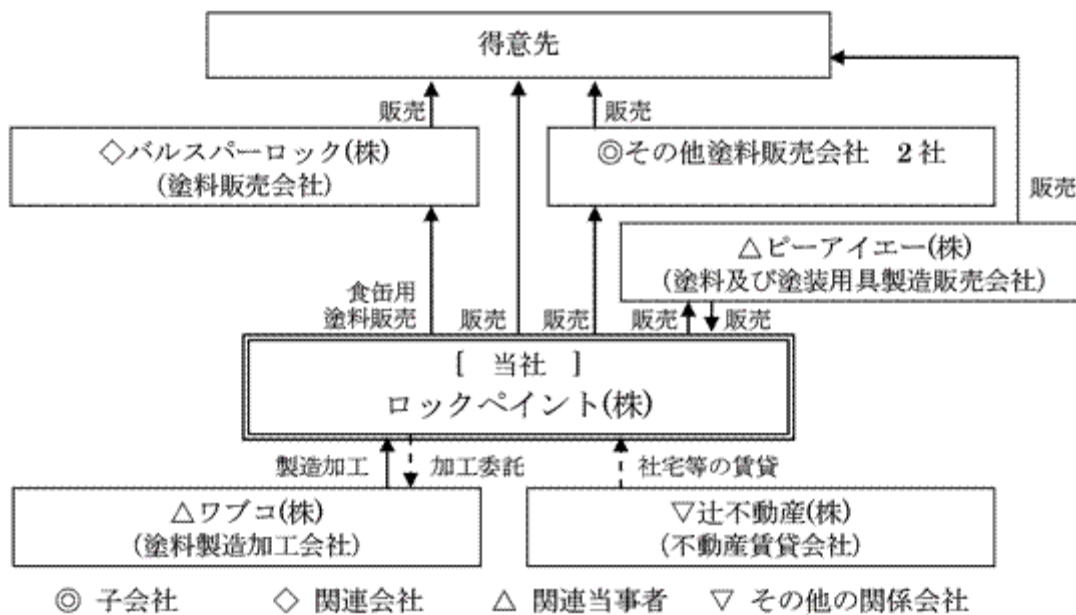 得意先
販売
販売
◇バルスパーロック(株)
(塗料販売会社)
◎その他塗料販売会社 2社
販売
△ピーアイエー(株)
(塗料及び塗装用具製造販売会社)
食缶用
塗料販売
販売
販売
販売
販売
[ 当社 ]
ロックペイント(株)
製造加工
加工委託
社宅等の賃貸
△ワブコ(株)
(塗料製造加工会社)
▽辻不動産(株)
(不動産賃貸会社)
◎ 子会社 ◇ 関連会社 △ 関連当事者 ▽ その他の関係会社